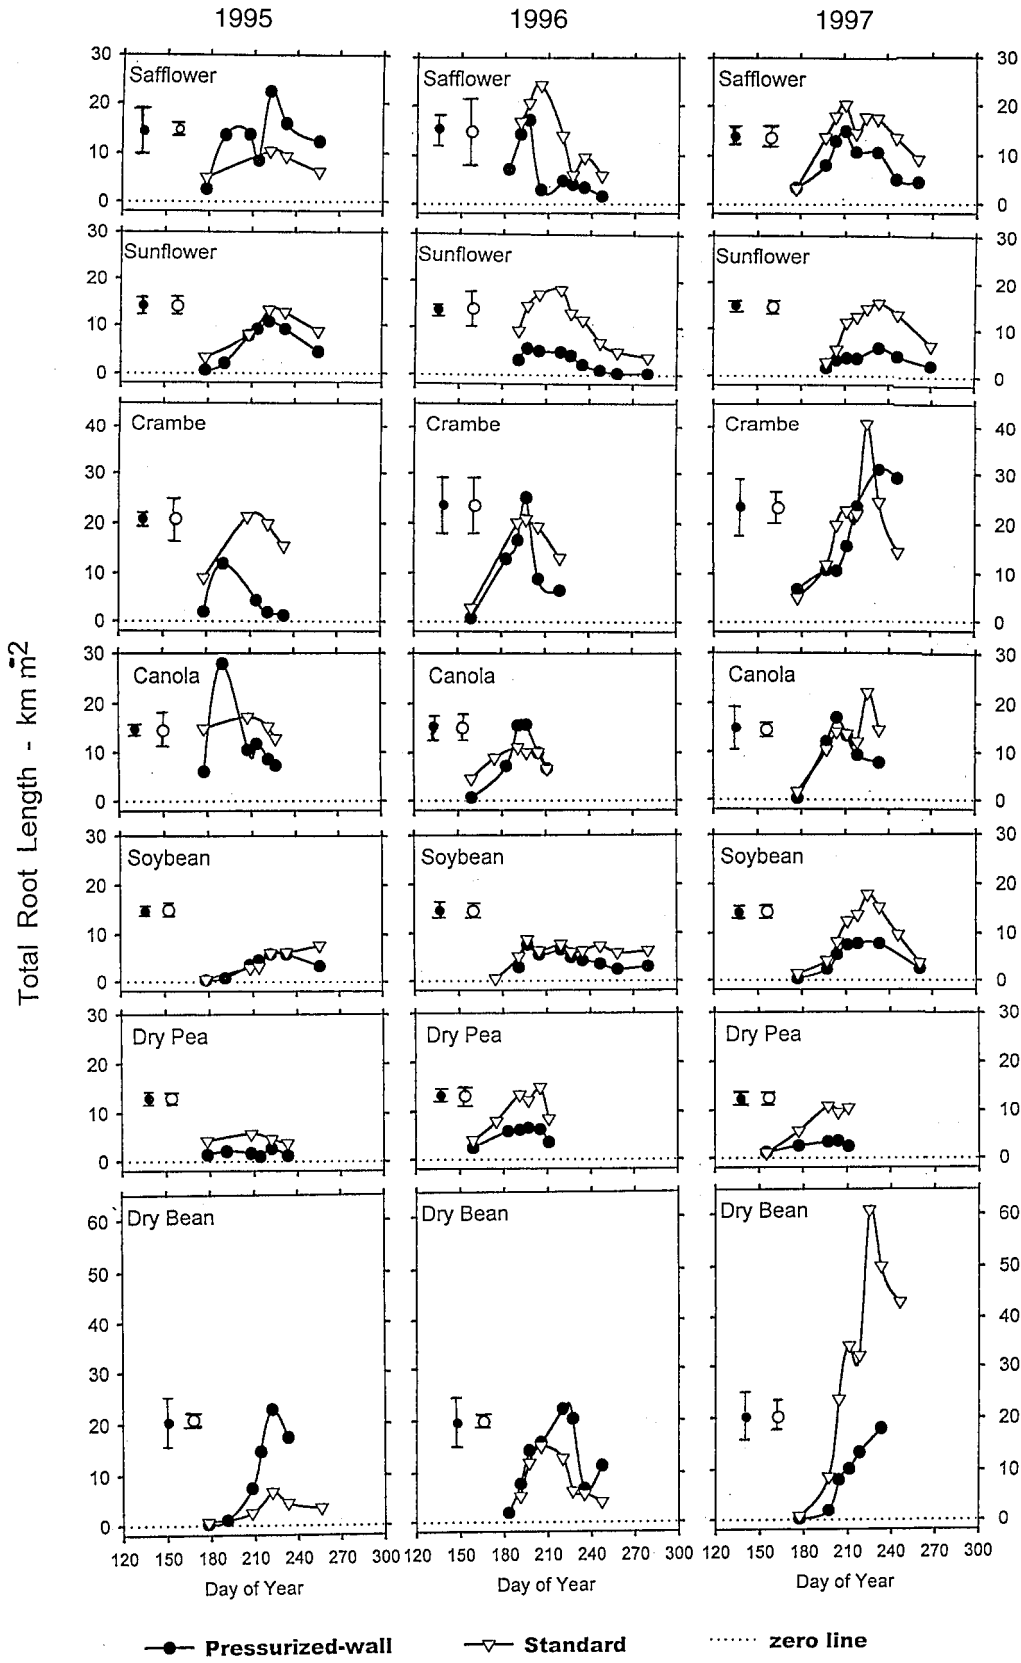 1995 1996 1997
30 30
Safflower Safflower Safflower
20 20
10 10
0 0
30 30
Sunflower Sunflower Sunflower
20 20
10 10
0 0
40 Crambe Crambe Crambe 40
30 30
20 20
10 10
0 0
30 30
Canola Canola Canola
20 20
10 10
0 0
30 30
Soybean Soybean Soybean
20 20
10 10
0 0
30 30
Dry Pea Dry Pea Dry Pea
20 20
10 10
0 0
60 Dry Bean Dry Bean Dry Bean 60
50 50
40 40
30 30
20 20
10 10
0 0
120 150 180 210 240 270 300 120 150 180 210 240 270 300 120 150 180 210 240 270 300
Day of Year Day of Year Day of Year
Total Root Length - km m-2
Pressurized-wall Standard zero line